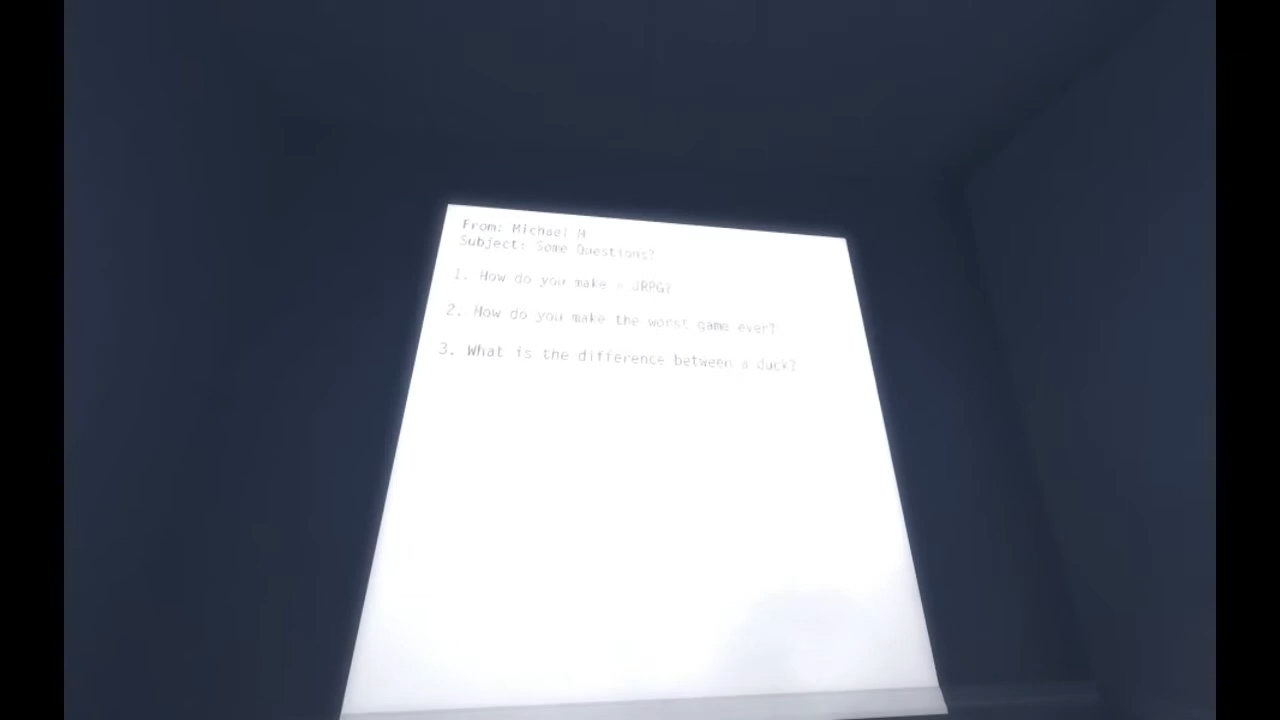 From: Michael M
Subject: Some Questions?
1. How do you make a JRPG?
2. How do you make the worst game ever?
3. What is the difference between a duck?